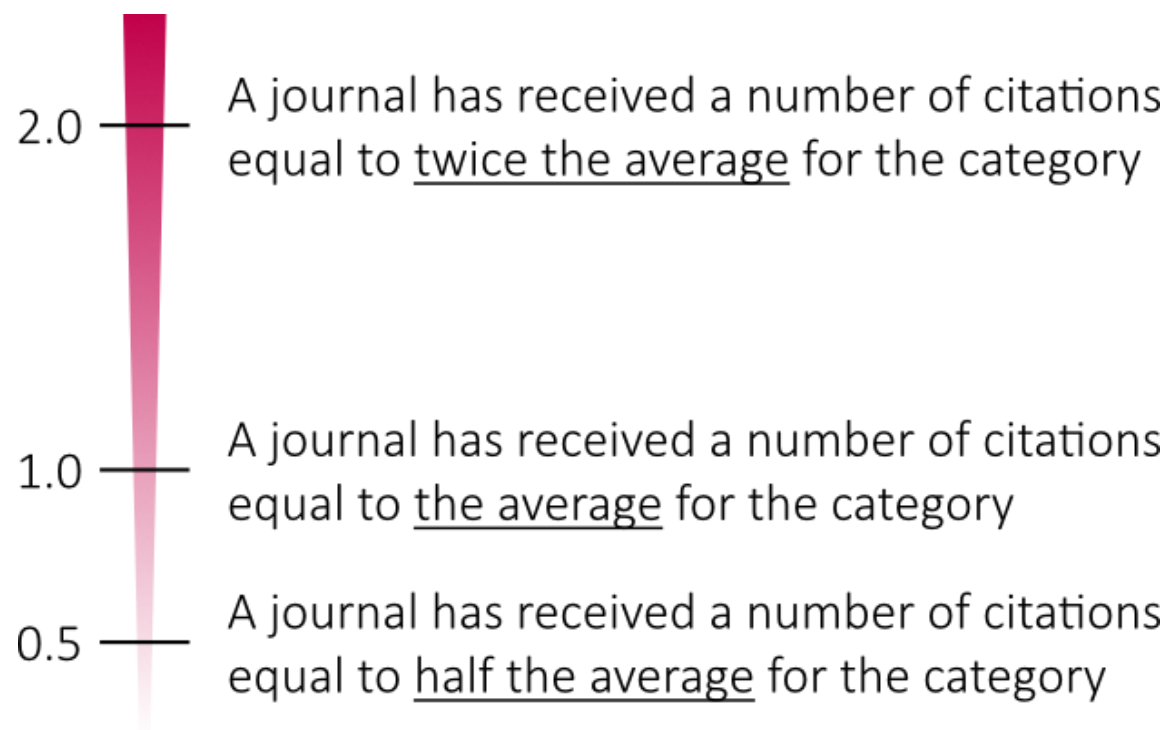 A journal has received a number of citations
2.0
equal to twice the average for the category
A journal has received a number of citations
1.0
equal to the average for the category
A journal has received a number of citations
0.5
equal to half the average for the category